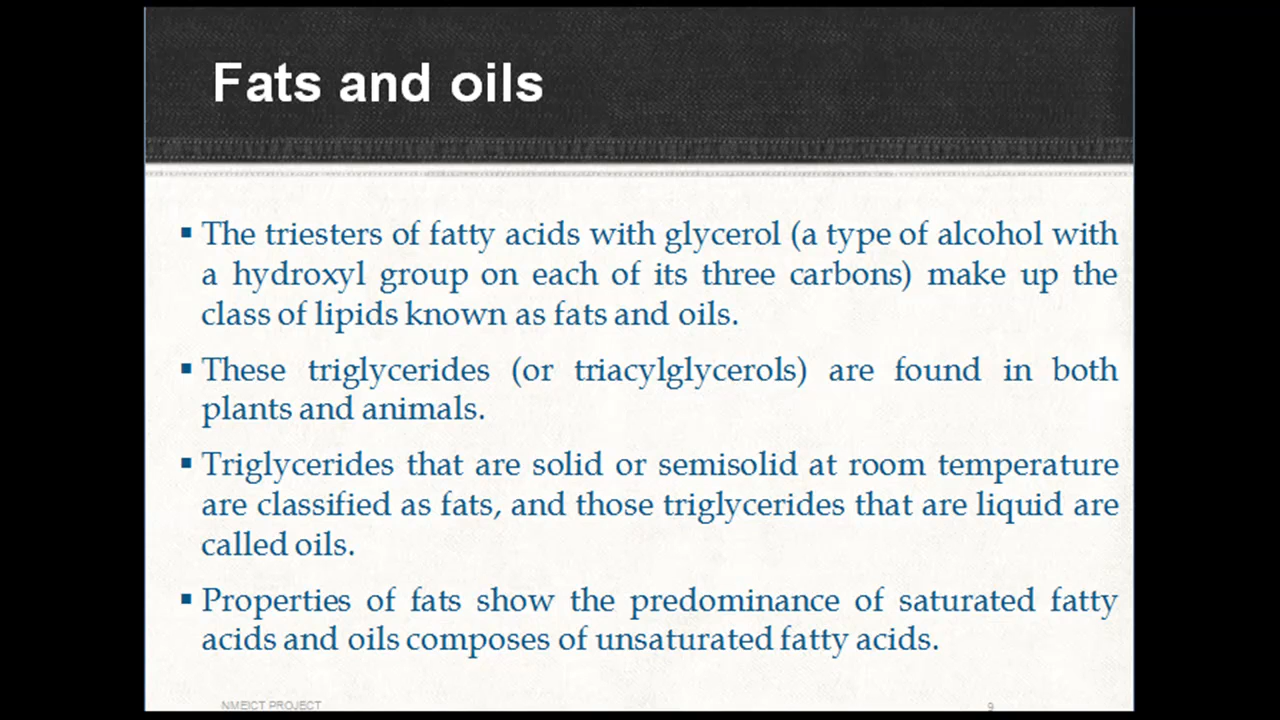 Fats and oils
▪ The triesters of fatty acids with glycerol (a type of alcohol with
a hydroxyl group on each of its three carbons) make up the
class of lipids known as fats and oils.
▪ These triglycerides (or triacylglycerols) are found in both
plants and animals.
▪ Triglycerides that are solid or semisolid at room temperature
are classified as fats, and those triglycerides that are liquid are
called oils.
▪ Properties of fats show the predominance of saturated fatty
acids and oils composes of unsaturated fatty acids.
NMEICT PROJECT 9